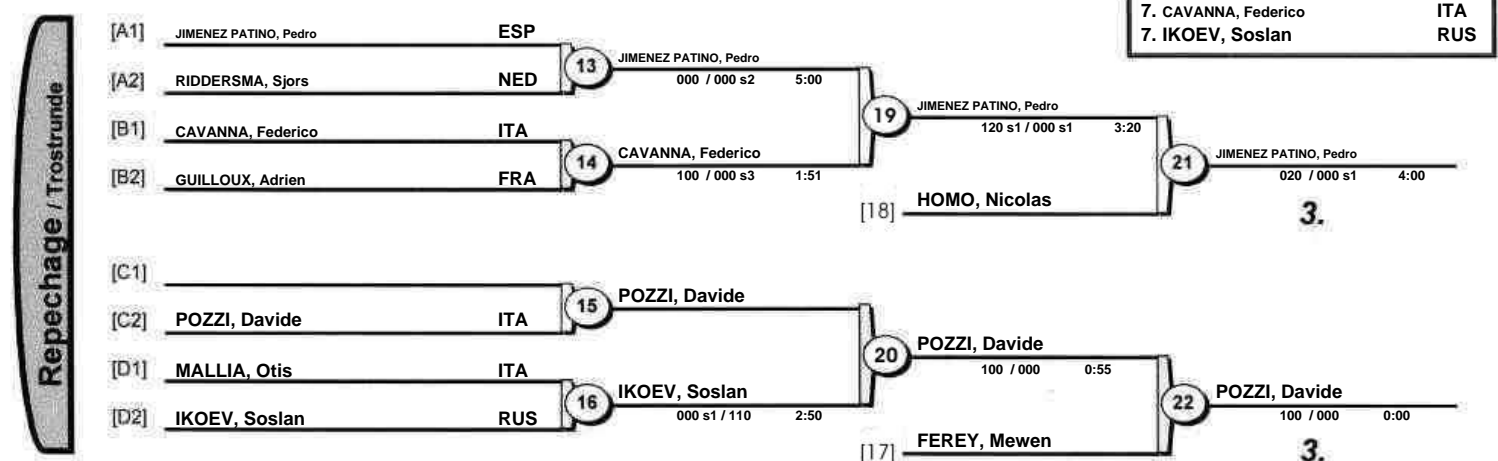 7. CAVANNA, Federico ITA
7. IKOEV, Soslan RUS
Repechage / Trostrunde
[A1] JIMENEZ PATINO, Pedro ESP
[A2] RIDDERSMA, Sjors NED
13 JIMENEZ PATINO, Pedro
000 / 000 s2 5:00
[B1] CAVANNA, Federico ITA
[B2] GUILLOUX, Adrien FRA
14 CAVANNA, Federico
100 / 000 s3 1:51
19 JIMENEZ PATINO, Pedro
120 s1 / 000 s1 3:20
[18] HOMO, Nicolas
21 JIMENEZ PATINO, Pedro
020 / 000 s1 4:00
3.
[C1]
[C2] POZZI, Davide ITA
15 POZZI, Davide
[D1] MALLIA, Otis ITA
[D2] IKOEV, Soslan RUS
16 IKOEV, Soslan
000 s1 / 110 2:50
20 POZZI, Davide
100 / 000 0:55
[17] FEREY, Mewen
22 POZZI, Davide
100 / 000 0:00
3.